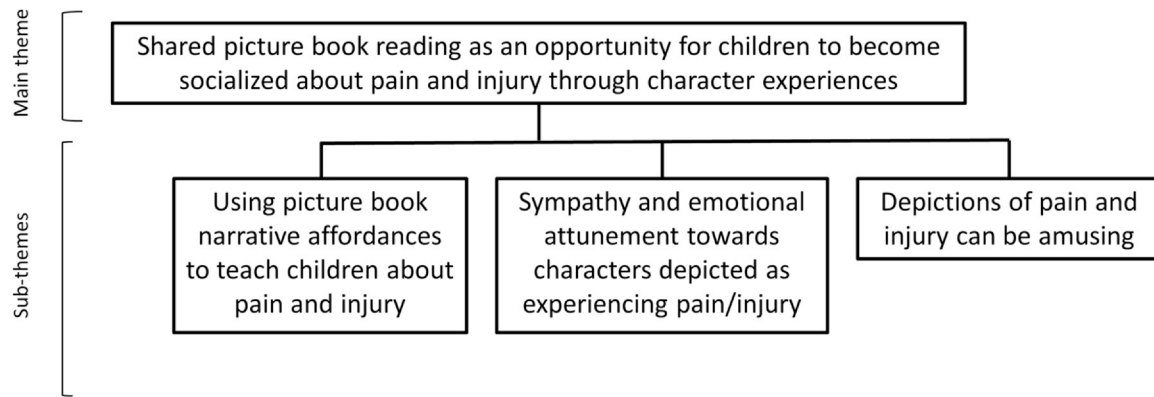 Main theme
Shared picture book reading as an opportunity for children to become
socialized about pain and injury through character experiences
Sub-themes
Using picture book
narrative affordances
to teach children about
pain and injury
Sympathy and emotional
attunement towards
characters depicted as
experiencing pain/injury
Depictions of pain and
injury can be amusing